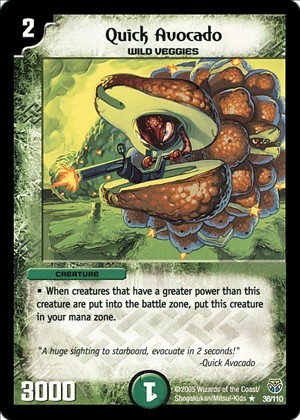 2
Quick Avocado
WILD VEGGIES
CREATURE
▪ When creatures that have a greater power than this
creature are put into the battle zone, put this creature
in your mana zone.
"A huge sighting to starboard, evacuate in 2 seconds!"
-Quick Avacado
3000
1
©2005 Wizards of the Coast/
Shogakukan/Mitsui-Kids ★ 38/110